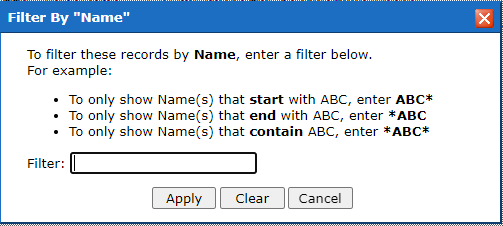 Filter By "Name"
To filter these records by Name, enter a filter below.
For example:
• To only show Name(s) that start with ABC, enter ABC*
• To only show Name(s) that end with ABC, enter *ABC
• To only show Name(s) that contain ABC, enter *ABC*
Filter:
Apply Clear Cancel